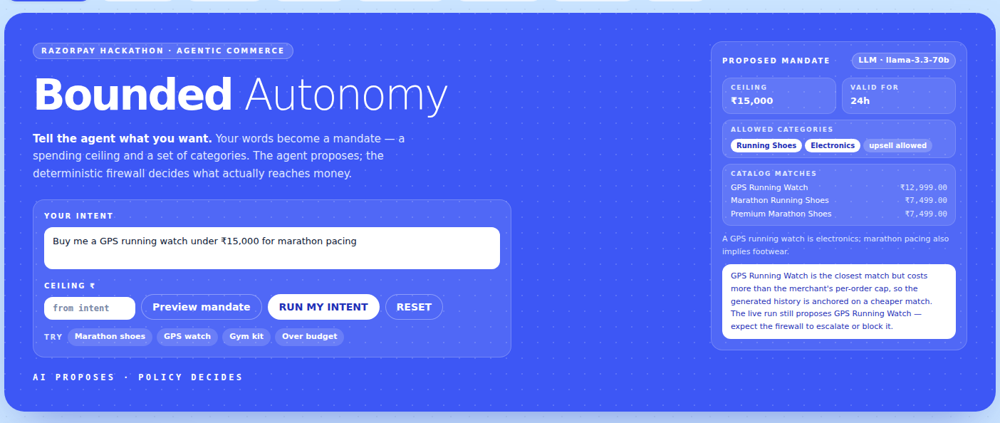 RAZORPAY HACKATHON · AGENTIC COMMERCE
Bounded Autonomy
Tell the agent what you want. Your words become a mandate — a
spending ceiling and a set of categories. The agent proposes; the
deterministic firewall decides what actually reaches money.
YOUR INTENT
Buy me a GPS running watch under ₹15,000 for marathon pacing
CEILING ₹
from intent
Preview mandate
RUN MY INTENT
RESET
TRY
Marathon shoes
GPS watch
Gym kit
Over budget
AI PROPOSES · POLICY DECIDES
PROPOSED MANDATE
LLM · llama-3.3-70b
CEILING
₹15,000
VALID FOR
24h
ALLOWED CATEGORIES
Running Shoes
Electronics
upsell allowed
CATALOG MATCHES
GPS Running Watch ₹12,999.00
Marathon Running Shoes ₹7,499.00
Premium Marathon Shoes ₹7,499.00
A GPS running watch is electronics; marathon pacing also
implies footwear.
GPS Running Watch is the closest match but costs
more than the merchant's per-order cap, so the
generated history is anchored on a cheaper match.
The live run still proposes GPS Running Watch —
expect the firewall to escalate or block it.